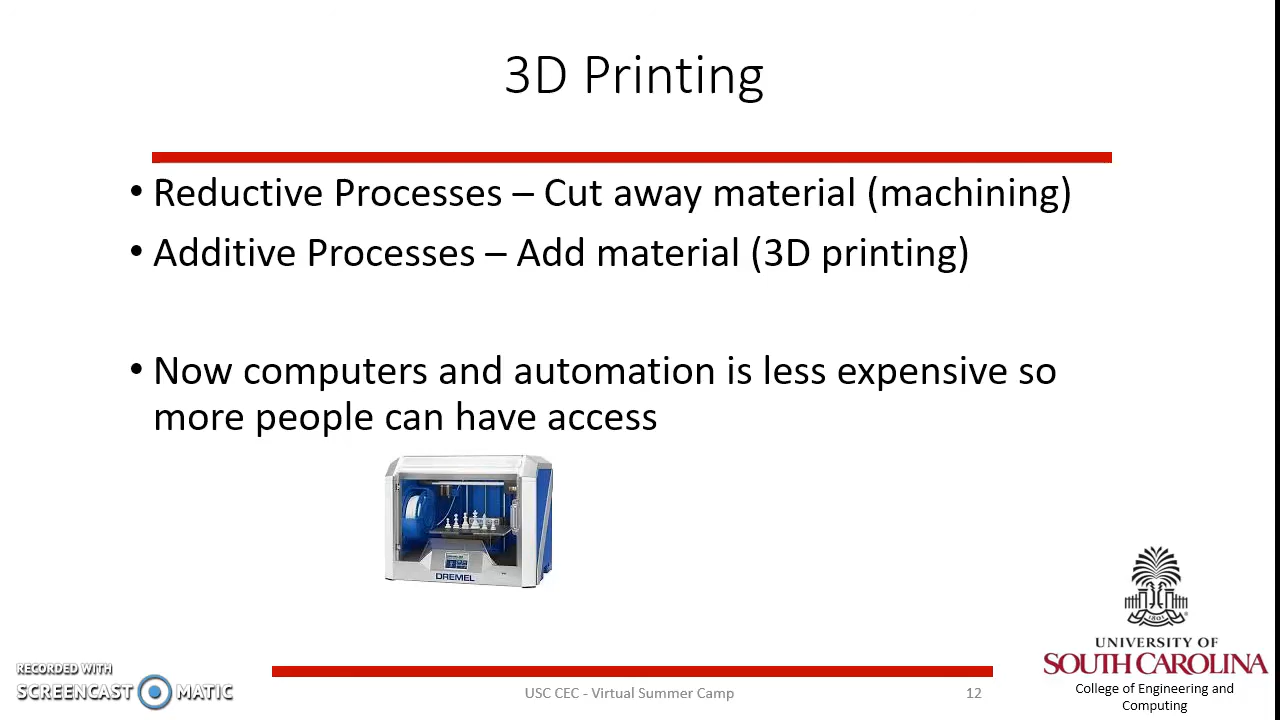 3D Printing
• Reductive Processes – Cut away material (machining)
• Additive Processes – Add material (3D printing)
• Now computers and automation is less expensive so
more people can have access
DREMEL
1801
UNIVERSITY OF
SOUTH CAROLINA
College of Engineering and
Computing
RECORDED WITH
SCREENCAST MATIC
USC CEC - Virtual Summer Camp
12